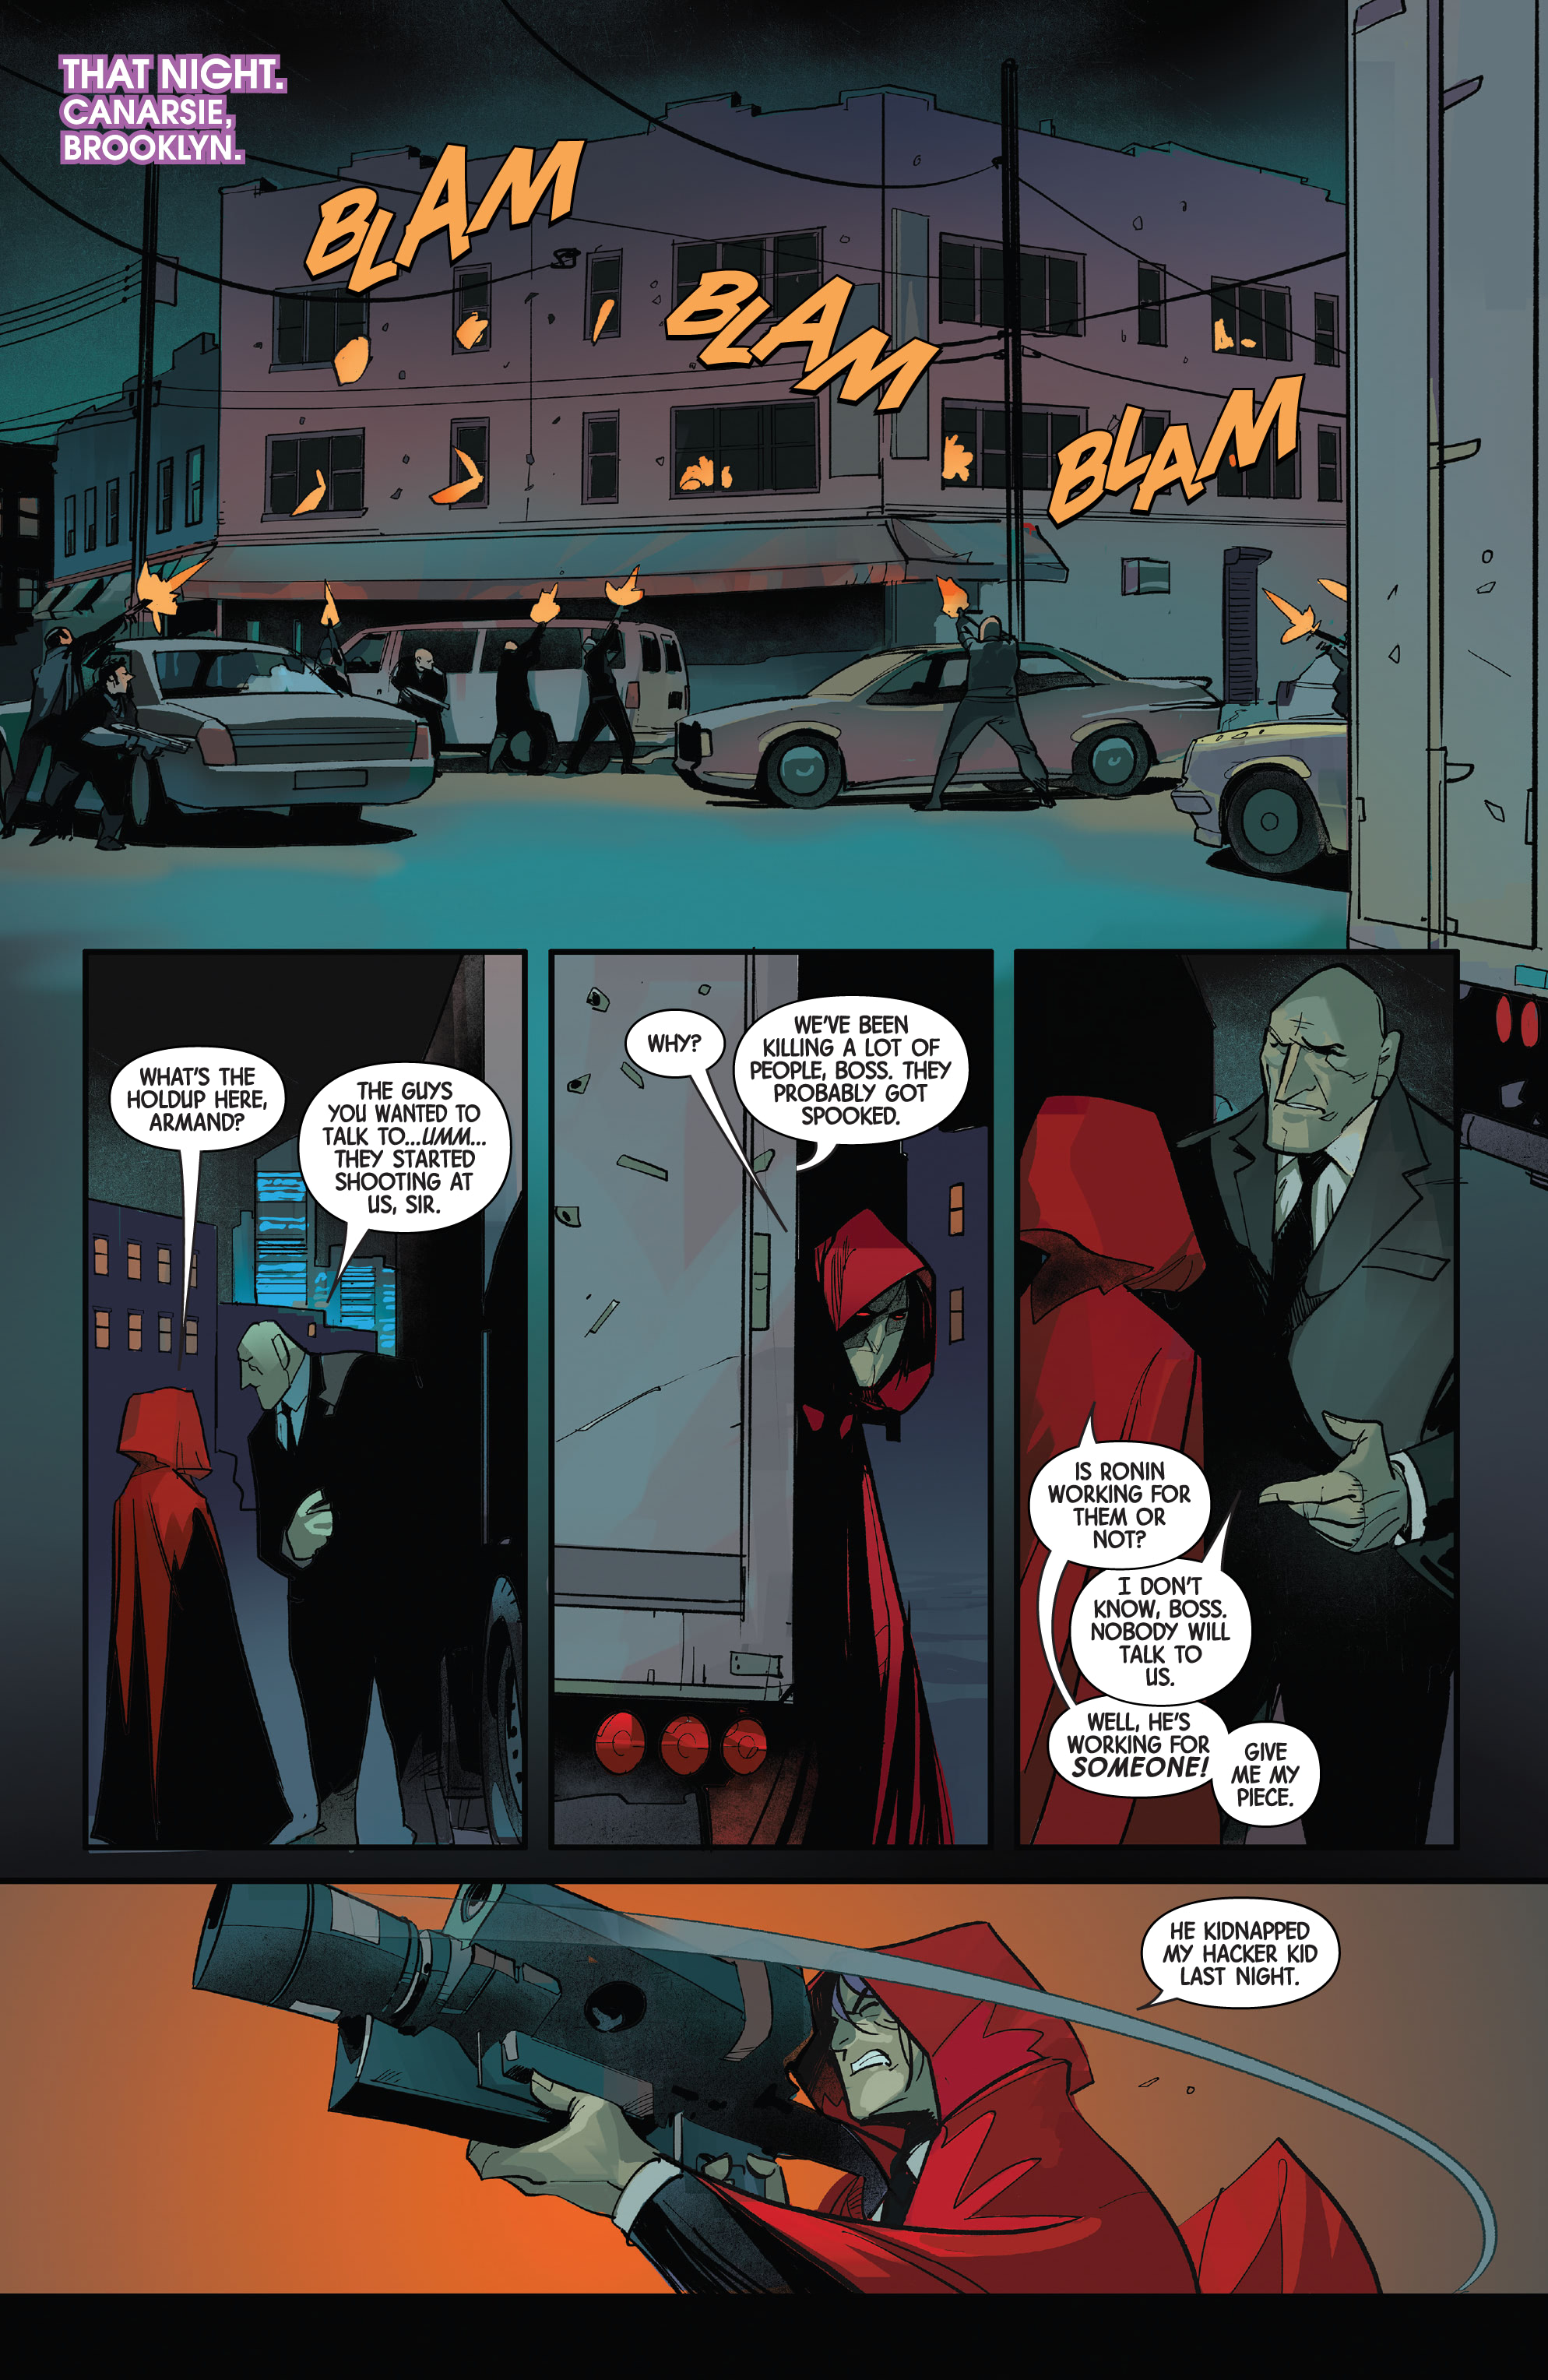 THAT NIGHT.
CANARSIE,
BROOKLYN.
BLAM
BLAM
BLAM
WHAT'S THE
HOLDUP HERE,
ARMAND?
THE GUYS
YOU WANTED TO
TALK TO...UMM...
THEY STARTED
SHOOTING AT
US, SIR.
WHY?
WE'VE BEEN
KILLING A LOT OF
PEOPLE, BOSS. THEY
PROBABLY GOT
SPOOKED.
IS RONIN
WORKING FOR
THEM OR
NOT?
I DON'T
KNOW, BOSS.
NOBODY WILL
TALK TO
US.
WELL, HE'S
WORKING FOR
SOMEONE!
GIVE
ME MY
PIECE.
HE KIDNAPPED
MY HACKER KID
LAST NIGHT.